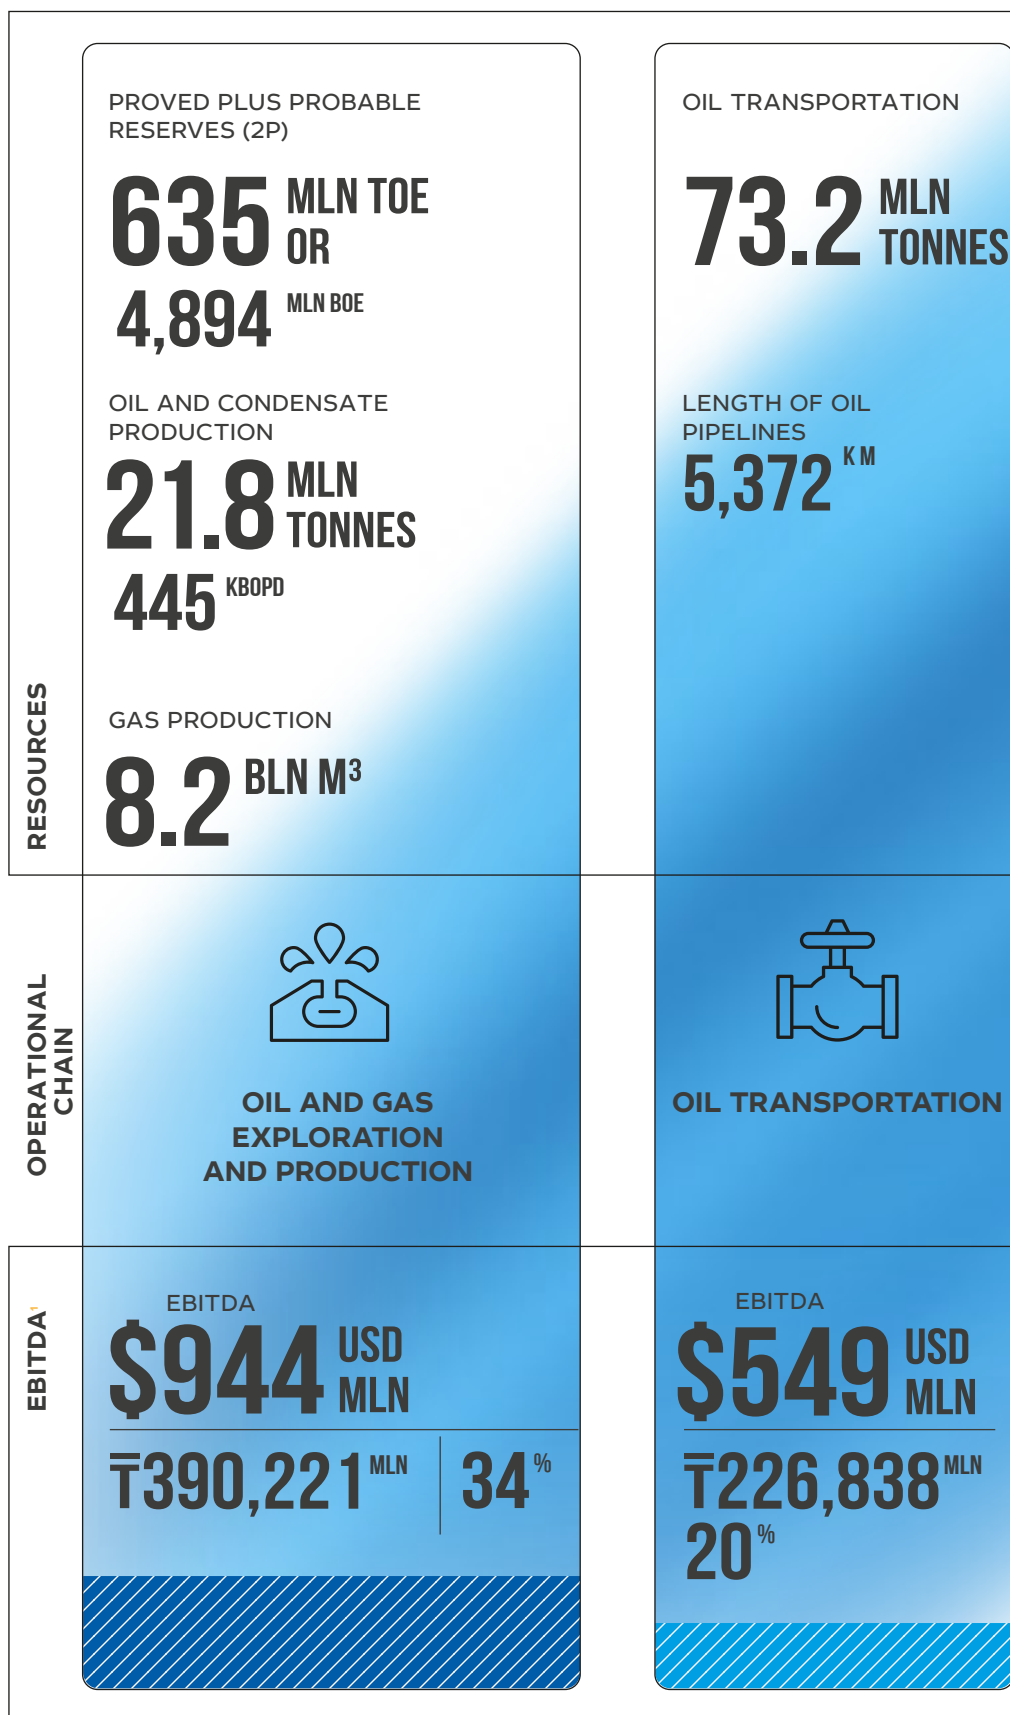 RESOURCES
PROVED PLUS PROBABLE
RESERVES (2P)
635 MLN TOE
OR
4,894 MLN BOE
OIL AND CONDENSATE
PRODUCTION
21.8 MLN
TONNES
445 KBOPD
GAS PRODUCTION
8.2 BLN M³
OIL TRANSPORTATION
73.2 MLN
TONNES
LENGTH OF OIL
PIPELINES
5,372 KM
OPERATIONAL
CHAIN
OIL AND GAS
EXPLORATION
AND PRODUCTION
OIL TRANSPORTATION
EBITDA¹
EBITDA
$944 USD
MLN
₸390,221 MLN
34%
EBITDA
$549 USD
MLN
₸226,838 MLN
20%